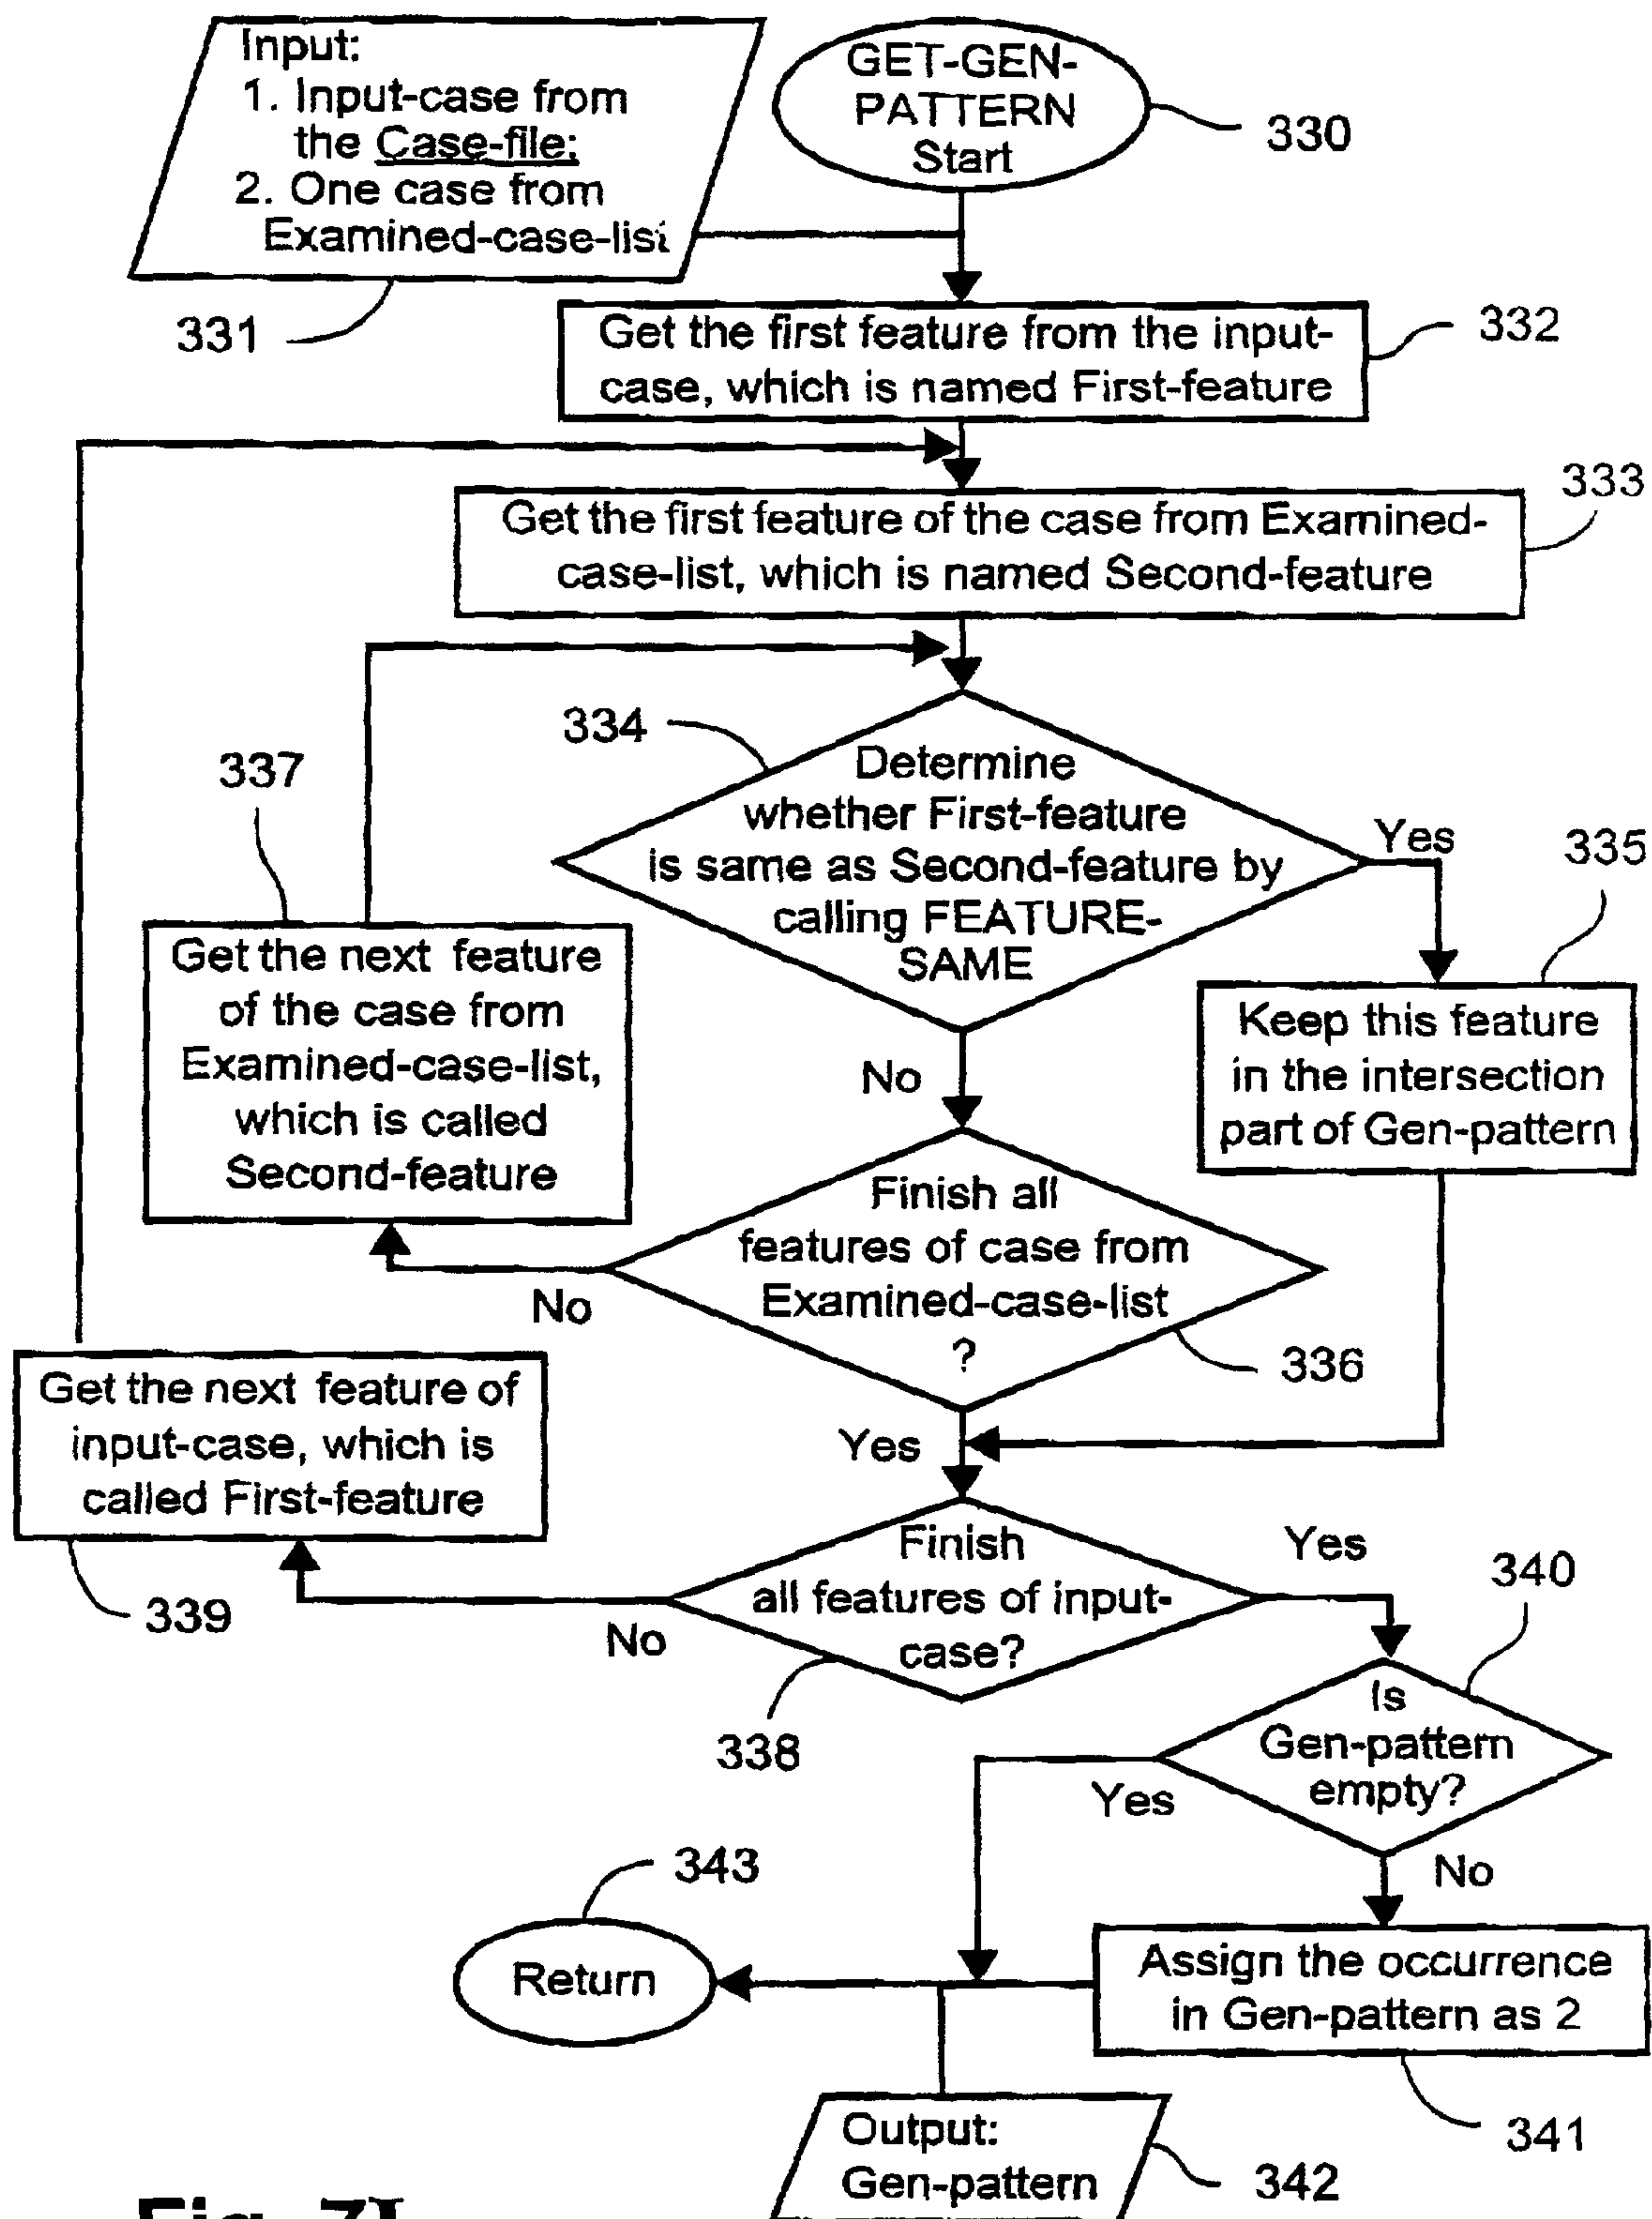 Input:
1. Input-case from
the Case-file;
2. One case from
Examined-case-list
GET-GEN-
PATTERN
Start
330
331
Get the first feature from the input-
case, which is named First-feature
332
333
Get the first feature of the case from Examined-
case-list, which is named Second-feature
334
Determine
whether First-feature
is same as Second-feature by
calling FEATURE-
SAME
Yes
335
337
Get the next feature
of the case from
Examined-case-list,
which is called
Second-feature
No
Keep this feature
in the intersection
part of Gen-pattern
Finish all
features of case from
Examined-case-list
?
No
336
Get the next feature of
input-case, which is
called First-feature
Yes
339
Finish
all features of input-
case?
Yes
No
338
340
Is
Gen-pattern
empty?
Yes
No
343
Return
Assign the occurrence
in Gen-pattern as 2
341
Output:
Gen-pattern
342